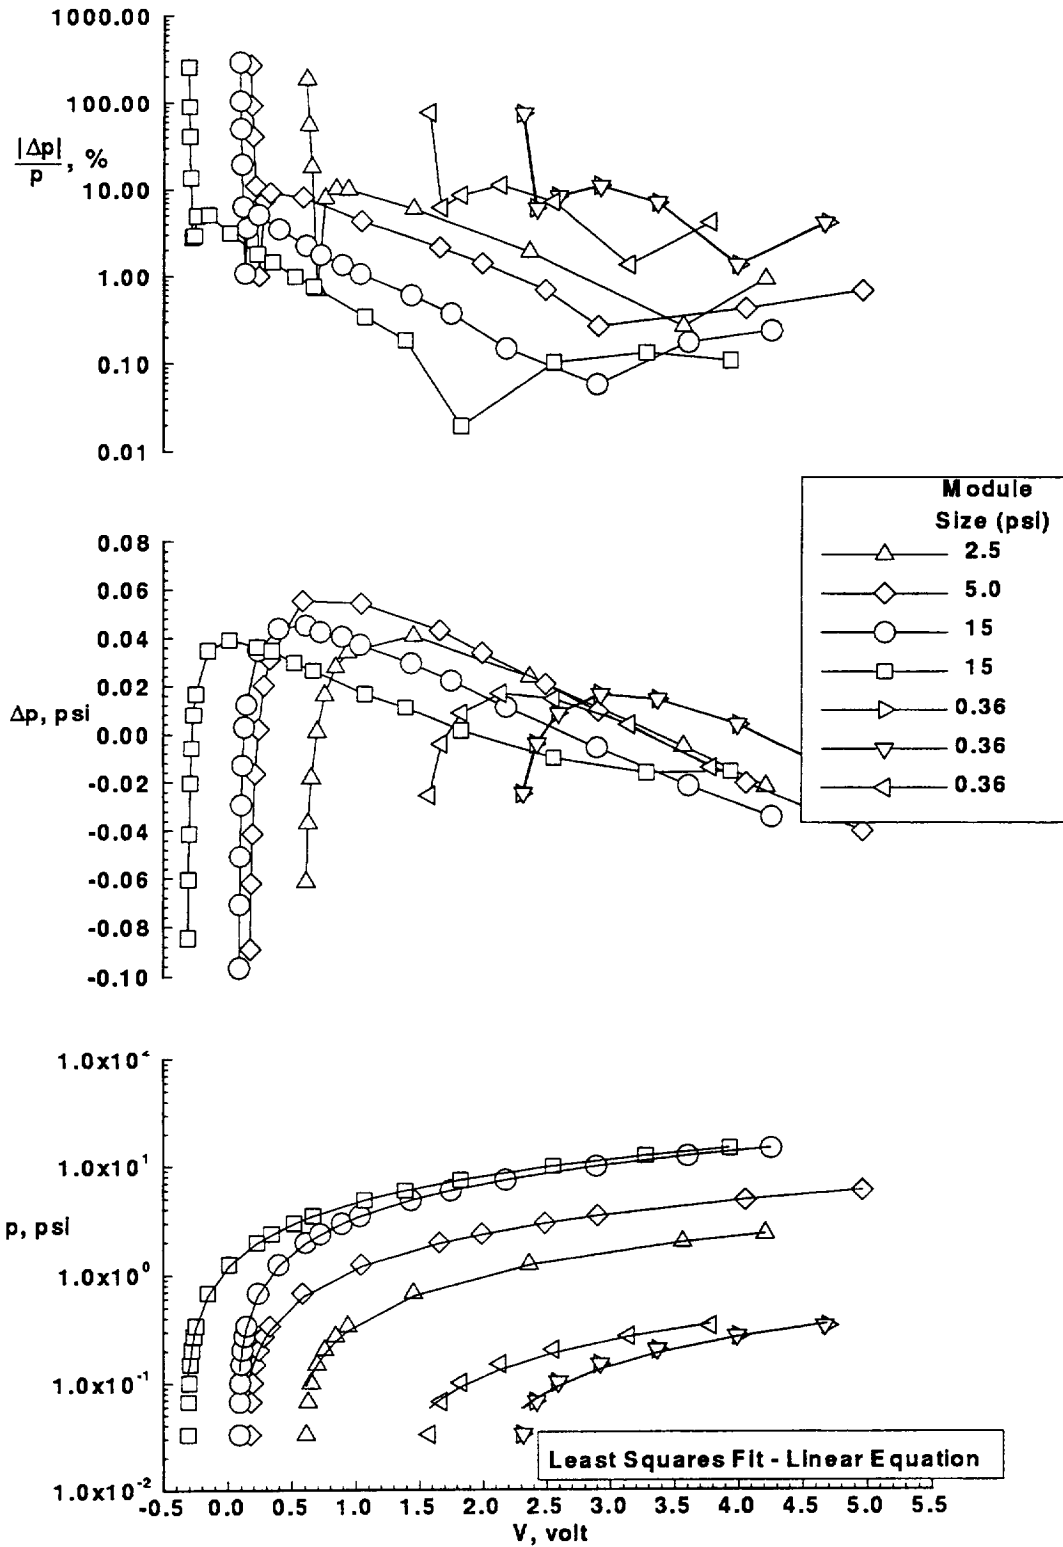 1000.00
100.00
|Δp|
p , %
10.00
1.00
0.10
0.01
Module
Size (psi)
2.5
5.0
15
15
0.36
0.36
0.36
0.08
0.06
0.04
0.02
Δp, psi
0.00
-0.02
-0.04
-0.06
-0.08
-0.10
1.0x10²
1.0x10¹
p, psi
1.0x10⁰
1.0x10⁻¹
1.0x10⁻²
Least Squares Fit - Linear Equation
-0.5 0.0 0.5 1.0 1.5 2.0 2.5 3.0 3.5 4.0 4.5 5.0 5.5
V, volt